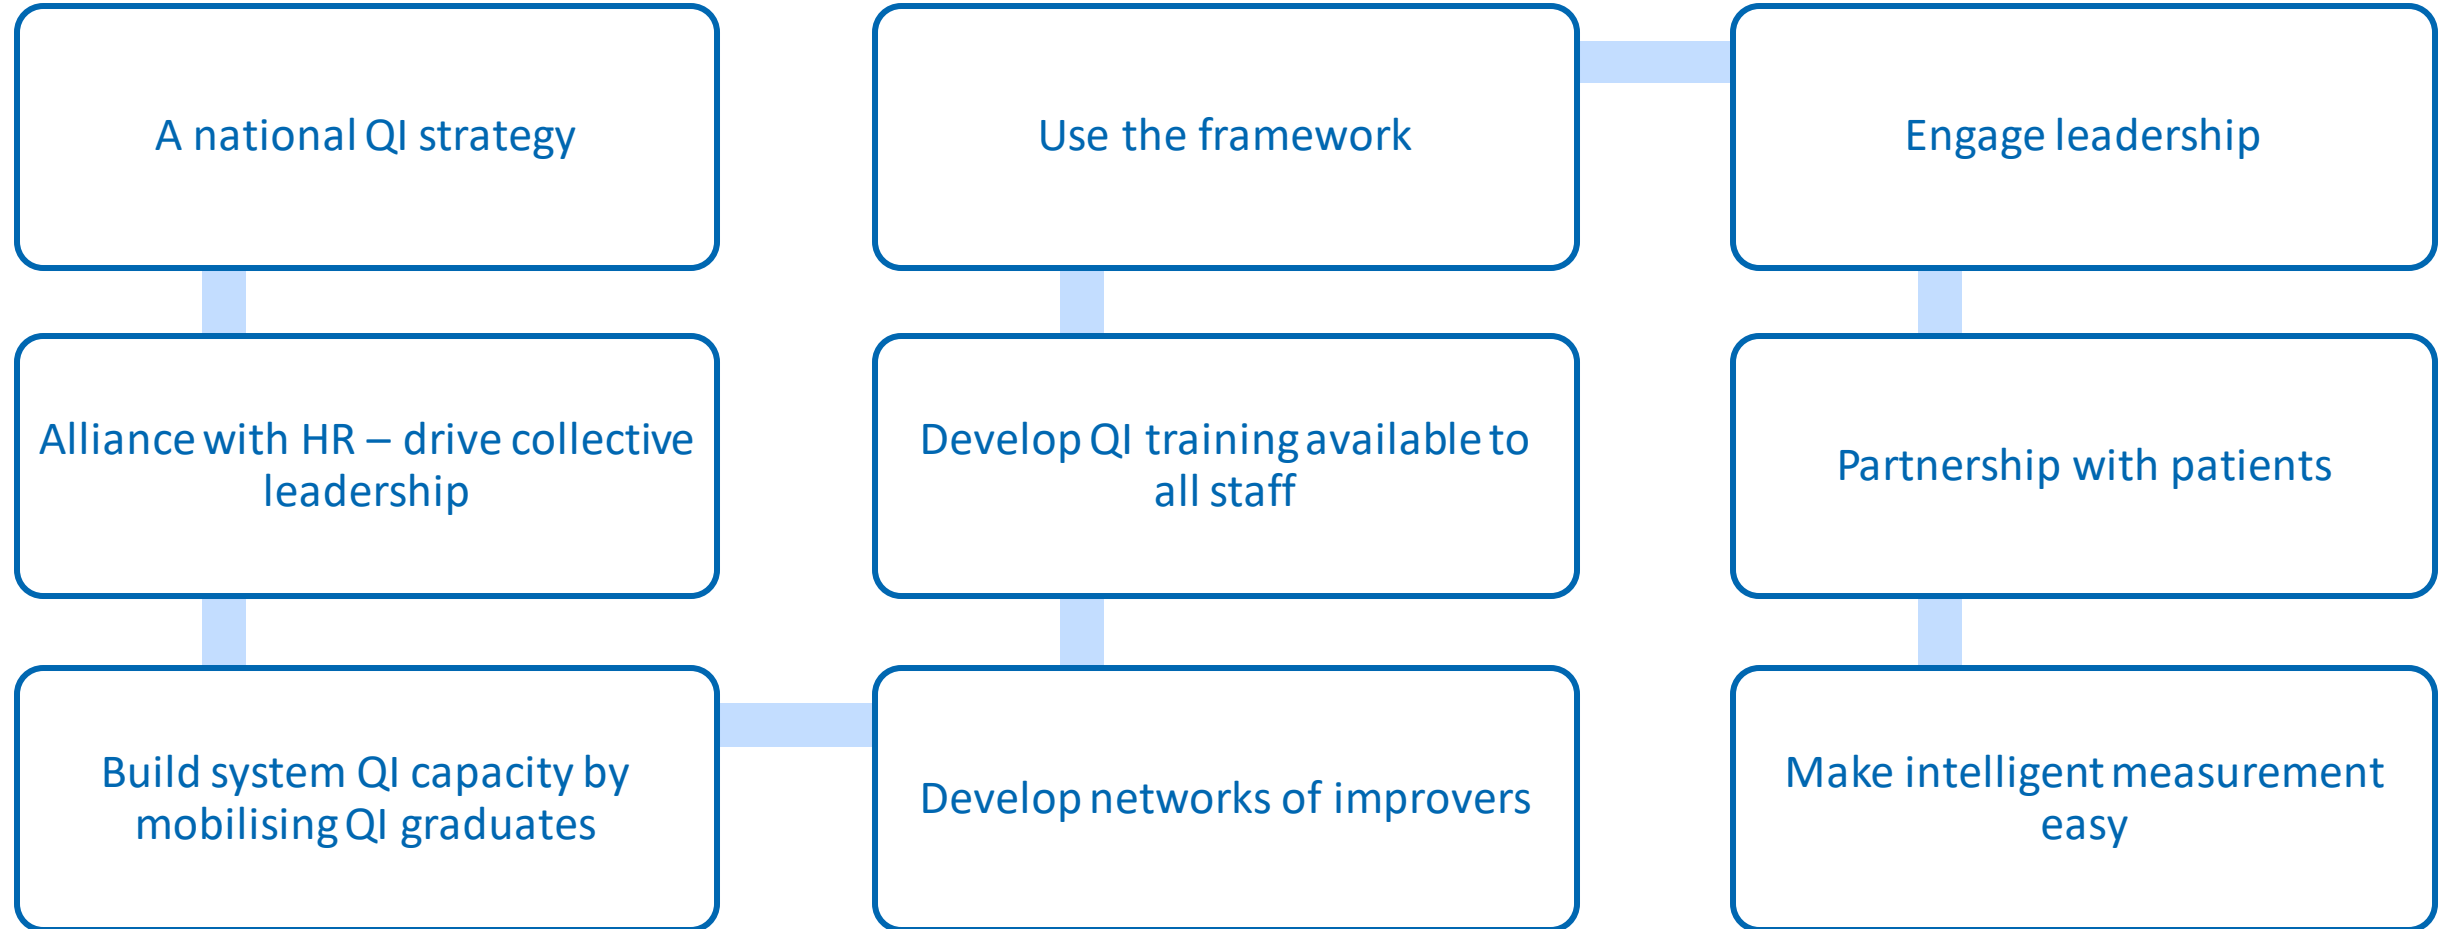 A national QI strategy
Alliance with HR – drive collective
leadership
Build system QI capacity by
mobilising QI graduates
Develop networks of improvers
Develop QI training available to
all staff
Use the framework
Engage leadership
Partnership with patients
Make intelligent measurement
easy